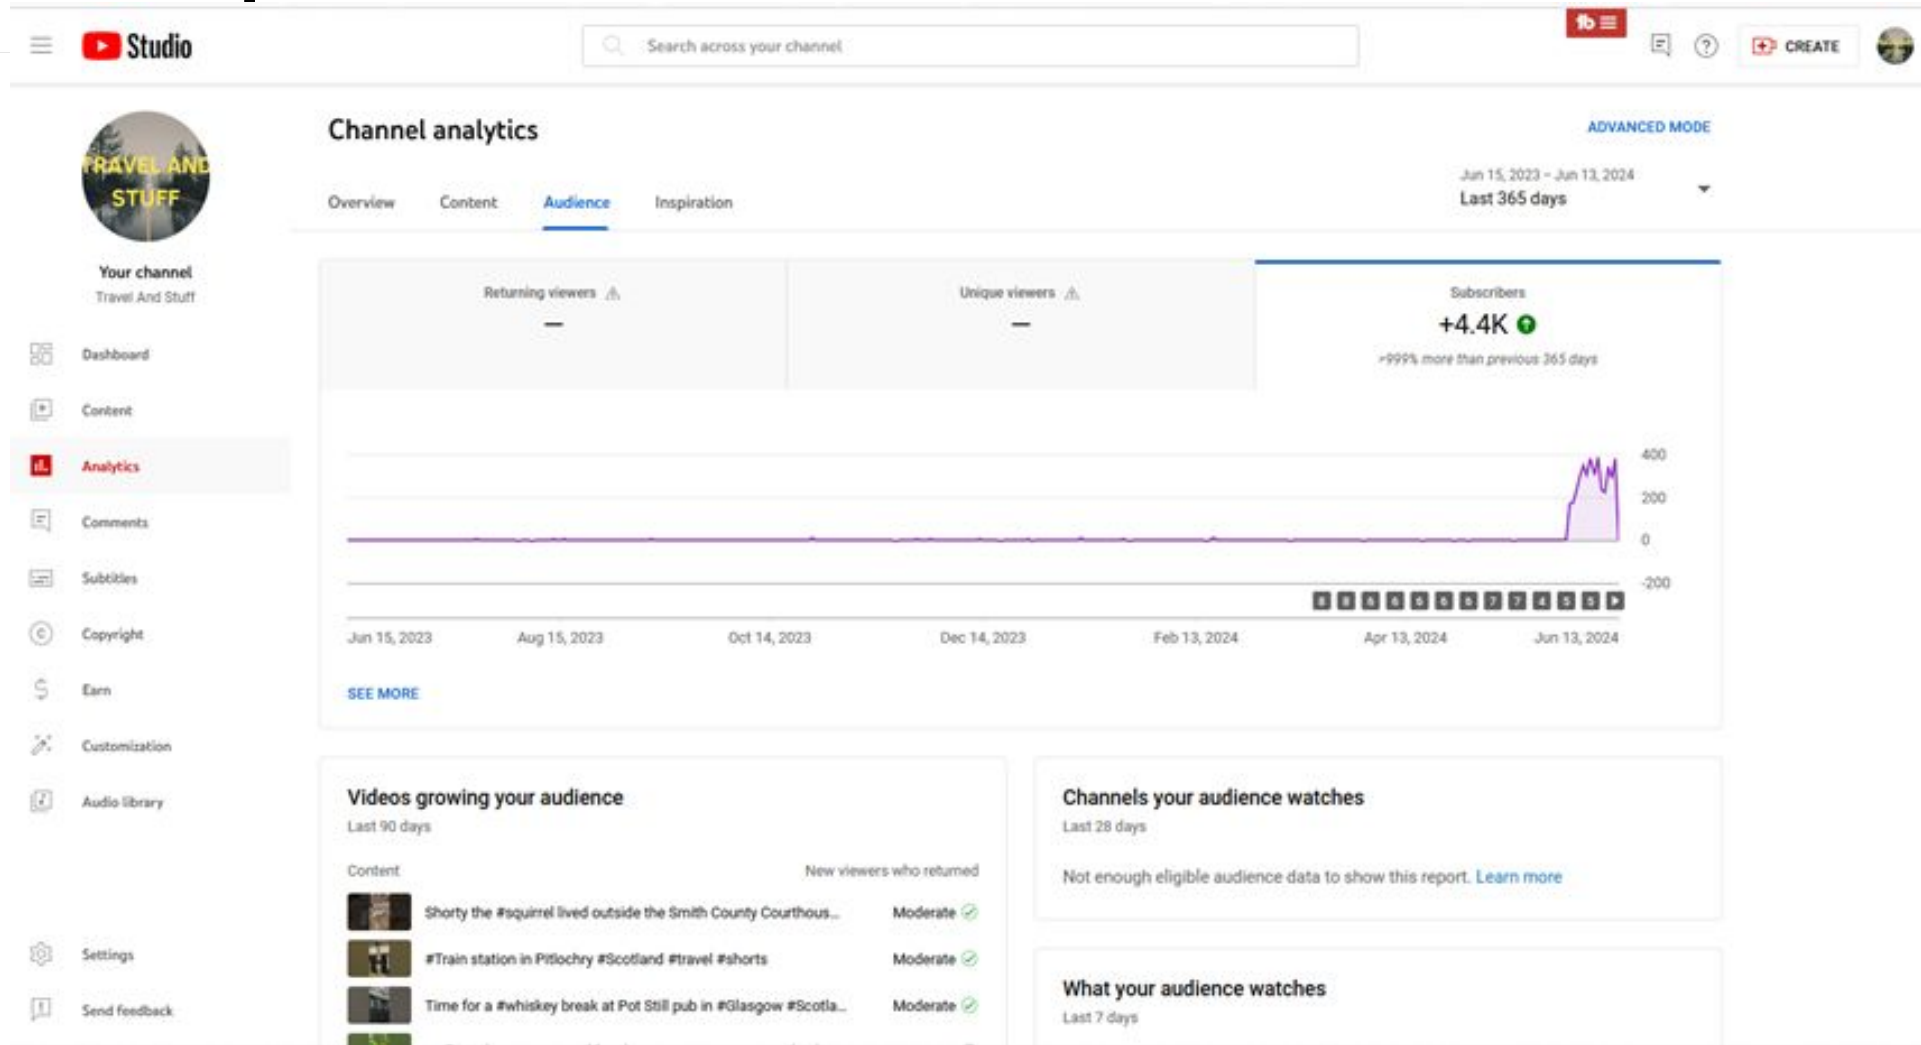 Studio
Search across your channel
CREATE
TRAVEL AND
STUFF
Your channel
Travel And Stuff
Dashboard
Content
Analytics
Comments
Subtitles
Copyright
Earn
Customization
Audio library
Settings
Send feedback
Channel analytics
ADVANCED MODE
Overview Content Audience Inspiration
Jun 15, 2023 – Jun 13, 2024
Last 365 days
Returning viewers
—
Unique viewers
—
Subscribers
+4.4K
>999% more than previous 365 days
400
200
0
-200
7 7 4 5 5
Jun 15, 2023 Aug 15, 2023 Oct 14, 2023 Dec 14, 2023 Feb 13, 2024 Apr 13, 2024 Jun 13, 2024
SEE MORE
Videos growing your audience
Last 90 days
Content New viewers who returned
Shorty the #squirrel lived outside the Smith County Courthous... Moderate
#Train station in Pitlochry #Scotland #travel #shorts Moderate
Time for a #whiskey break at Pot Still pub in #Glasgow #Scotla... Moderate
Channels your audience watches
Last 28 days
Not enough eligible audience data to show this report. Learn more
What your audience watches
Last 7 days